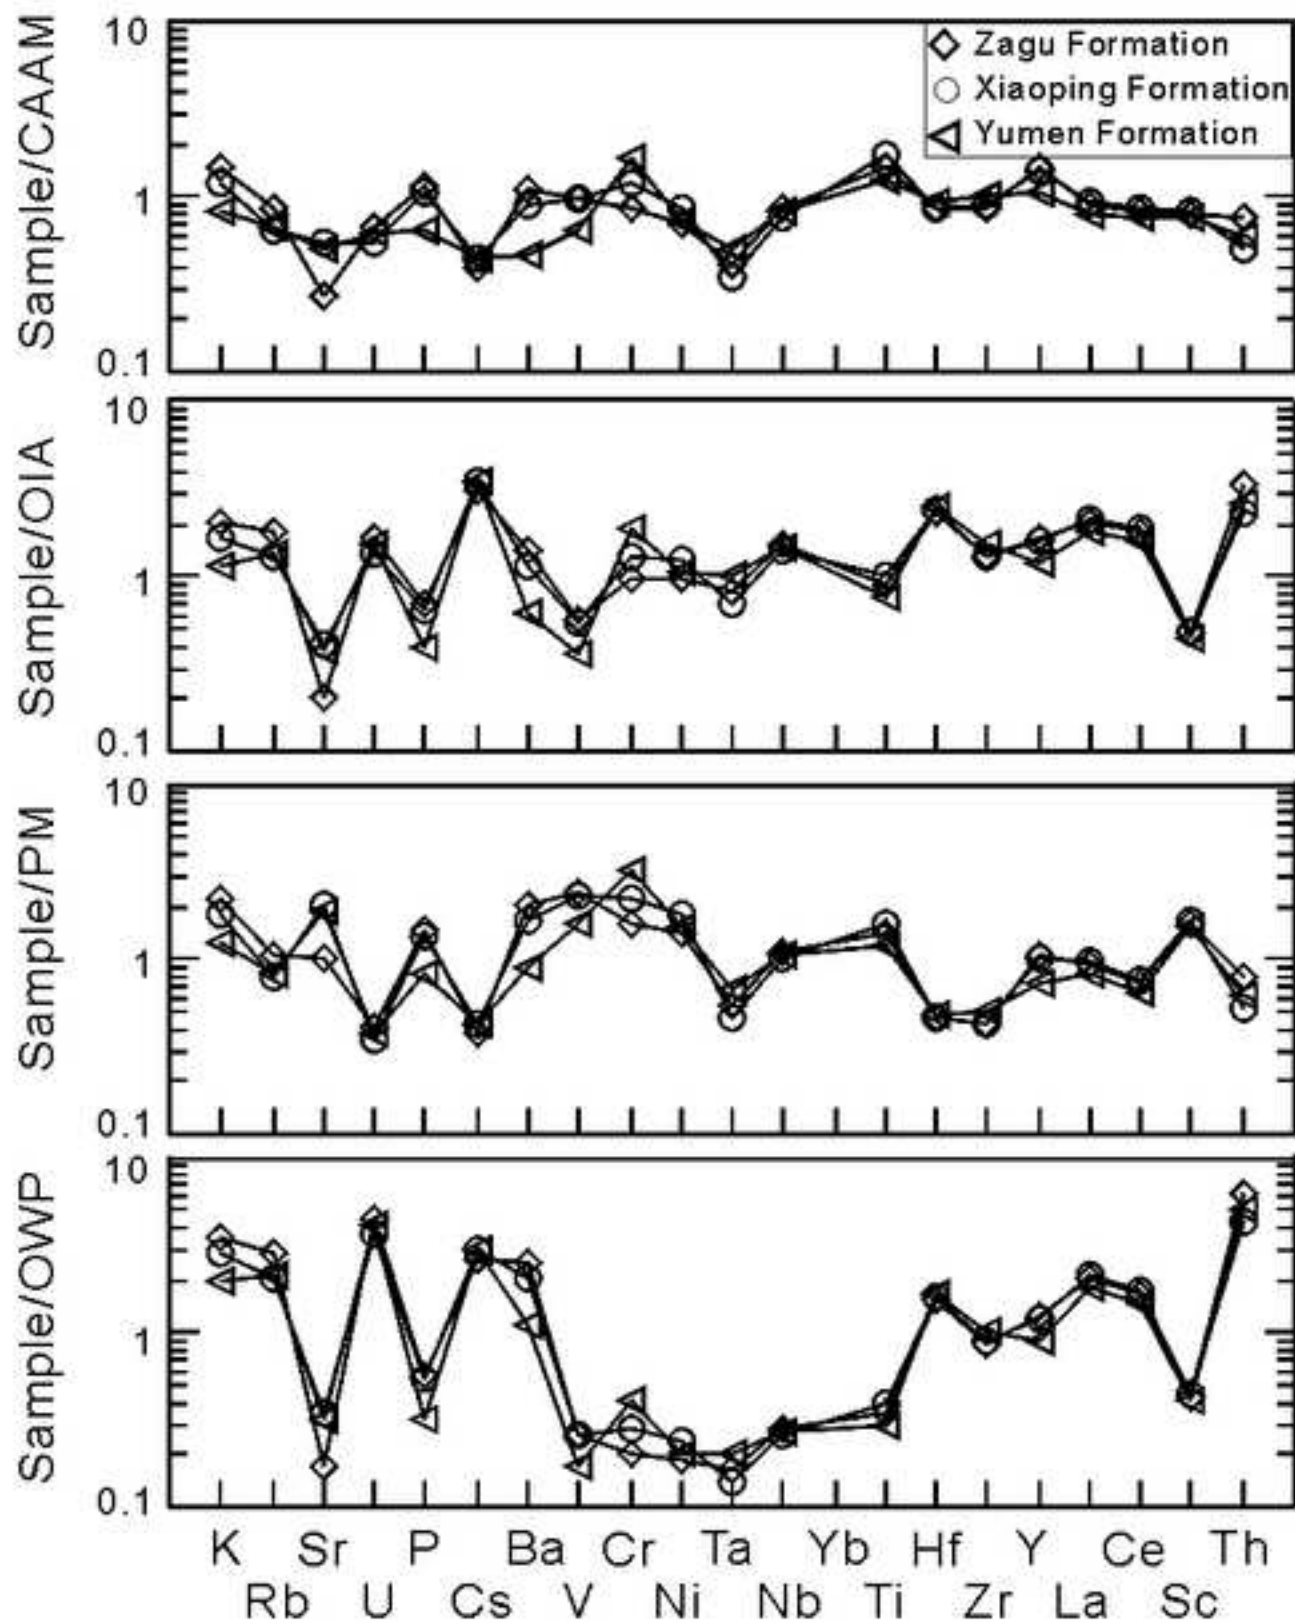 Sample/CAAM
10
1
0.1
Zagu Formation
Xiaoping Formation
Yumen Formation
Sample/OIA
10
1
0.1
Sample/PM
10
1
0.1
Sample/OWP
10
1
0.1
K Sr P Ba Cr Ta Yb Hf Y Ce Th
Rb U Cs V Ni Nb Ti Zr La Sc